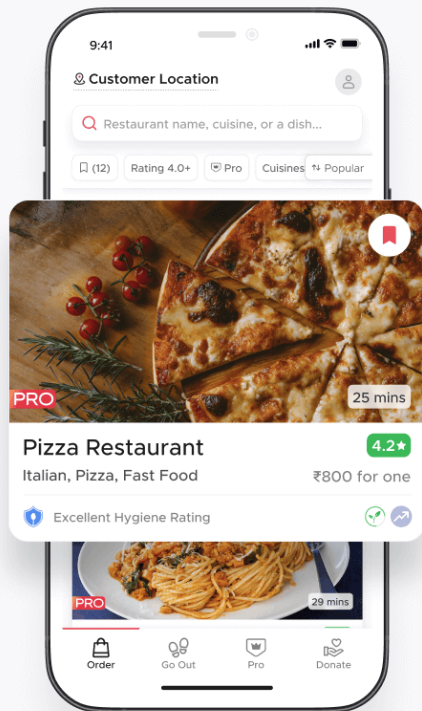 9:41
Customer Location
Restaurant name, cuisine, or a dish...
(12) Rating 4.0+ Pro Cuisines Popular
PRO
25 mins
Pizza Restaurant
4.2★
Italian, Pizza, Fast Food
₹800 for one
Excellent Hygiene Rating
PRO
29 mins
Order Go Out Pro Donate